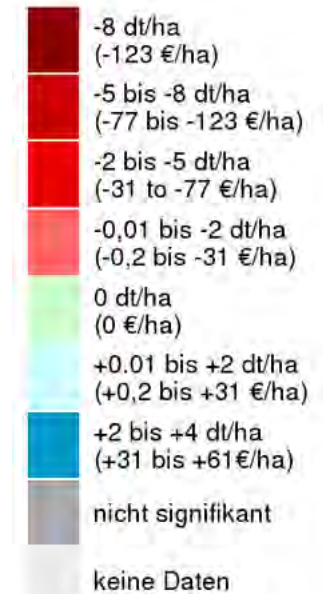 -8 dt/ha
(-123 €/ha)
-5 bis -8 dt/ha
(-77 bis -123 €/ha)
-2 bis -5 dt/ha
(-31 to -77 €/ha)
-0,01 bis -2 dt/ha
(-0,2 bis -31 €/ha)
0 dt/ha
(0 €/ha)
+0.01 bis +2 dt/ha
(+0,2 bis +31 €/ha)
+2 bis +4 dt/ha
(+31 bis +61€/ha)
nicht signifikant
keine Daten